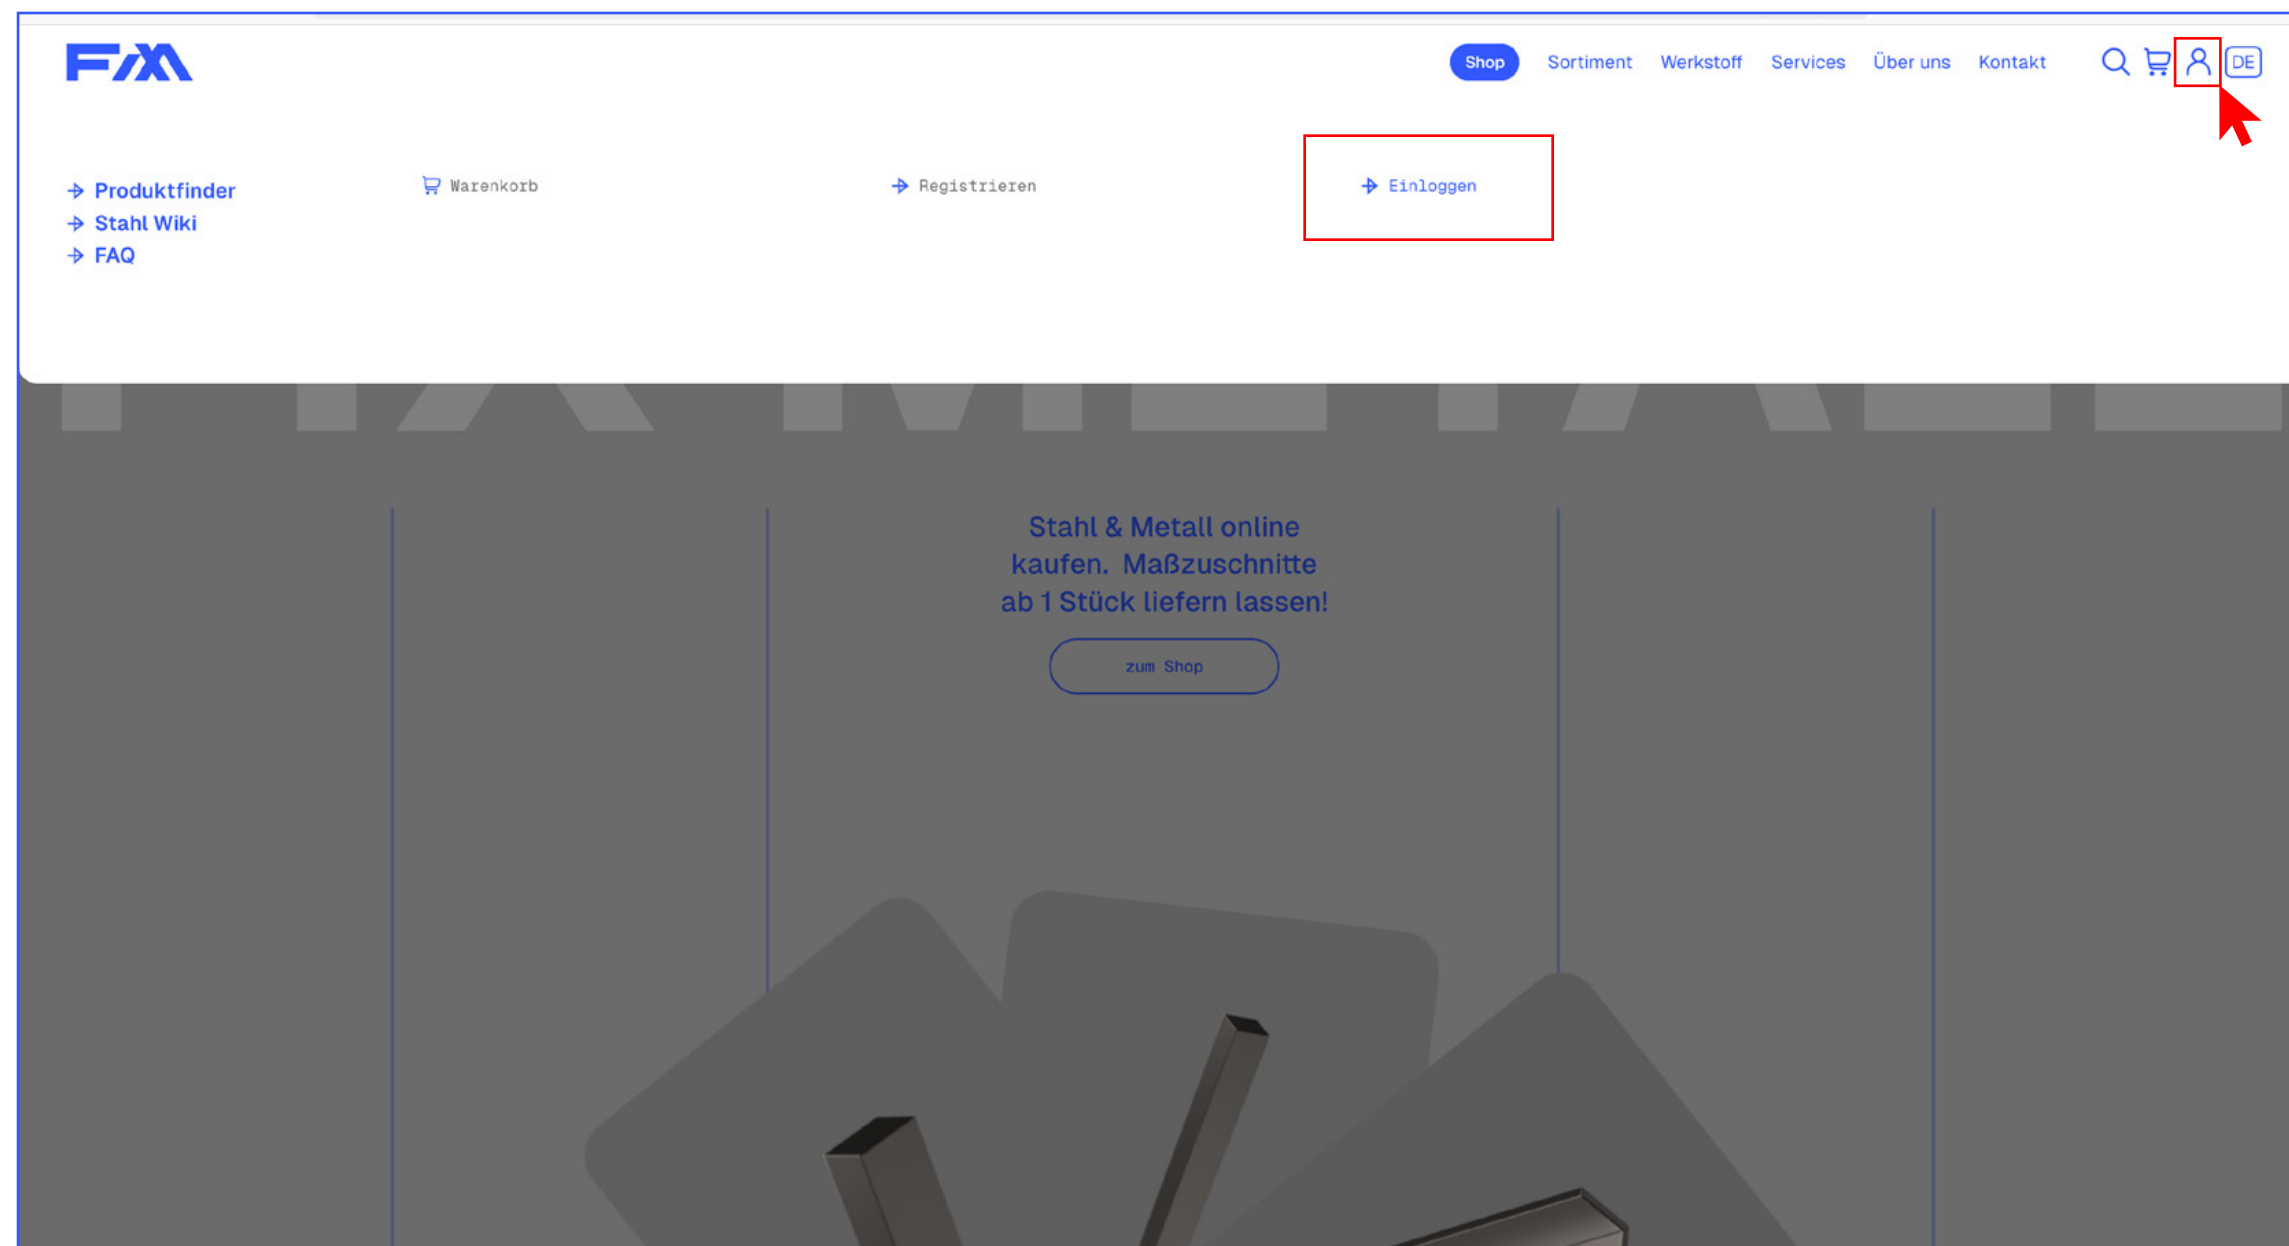 FM
Shop Sortiment Werkstoff Services Über uns Kontakt DE
Produktfinder
Stahl Wiki
FAQ
Warenkorb
Registrieren
Einloggen
Stahl & Metall online
kaufen. Maßzuschnitte
ab 1 Stück liefern lassen!
zum Shop